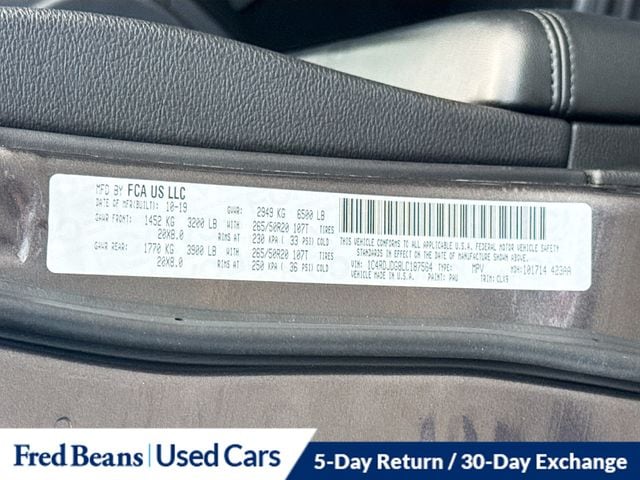 MFD BY FCA US LLC
DATE OF MFR(BUILT): 10-19 GVWR: 2949 KG 6500 LB
GAWR FRONT: 1452 KG 3200 LB WITH 265/50R20 107T TIRES
20X8.0 RIMS AT 230 KPA ( 33 PSI) COLD
GAWR REAR: 1770 KG 3900 LB WITH 265/50R20 107T TIRES
20X8.0 RIMS AT 250 KPA ( 36 PSI) COLD
THIS VEHICLE CONFORMS TO ALL APPLICABLE U.S.A. FEDERAL MOTOR VEHICLE SAFETY
STANDARDS IN EFFECT ON THE DATE OF MANUFACTURE SHOWN ABOVE.
VIN: 1C4RDJDG8LC187564 TYPE: MPV MDH:101714 423AA
VEHICLE MADE IN U.S.A. PAINT: PAU TRIM: CLX9
Fred Beans | Used Cars
5-Day Return / 30-Day Exchange